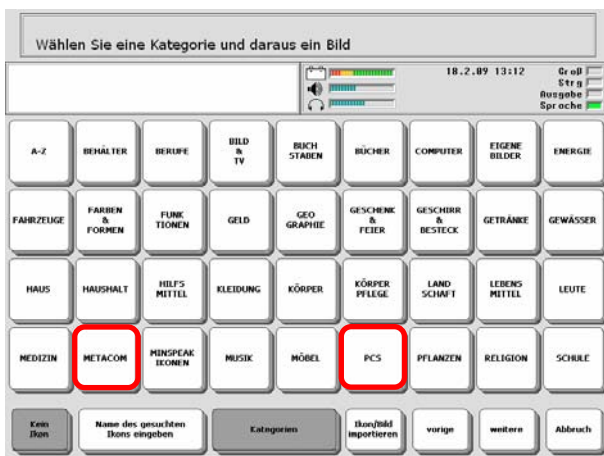 Wählen Sie eine Kategorie und daraus ein Bild
18.2.09 13:12
Groß
Strg
Ausgabe
Sprache
A-Z
BEHÄLTER
BERUFE
BILD
&
TV
BUCH
STABEN
BÜCHER
COMPUTER
EIGENE
BILDER
ENERGIE
FAHRZEUGE
FARBEN
&
FORMEN
FUNK
TIONEN
GELD
GEO
GRAPHIE
GESCHENK
&
FEIER
GESCHIRR
&
BESTECK
GETRÄNKE
GEWÄSSER
HAUS
HAUSHALT
HILFS
MITTEL
KLEIDUNG
KÖRPER
KÖRPER
PFLEGE
LAND
SCHAFT
LEBENS
MITTEL
LEUTE
MEDIZIN
METACOM
MINSPEAK
IKONEN
MUSIK
MÖBEL
PCS
PFLANZEN
RELIGION
SCHULE
Kein
Ikon
Name des gesuchten
Ikons eingeben
Kategorien
Ikon/Bild
importieren
vorige
weitere
Abbruch